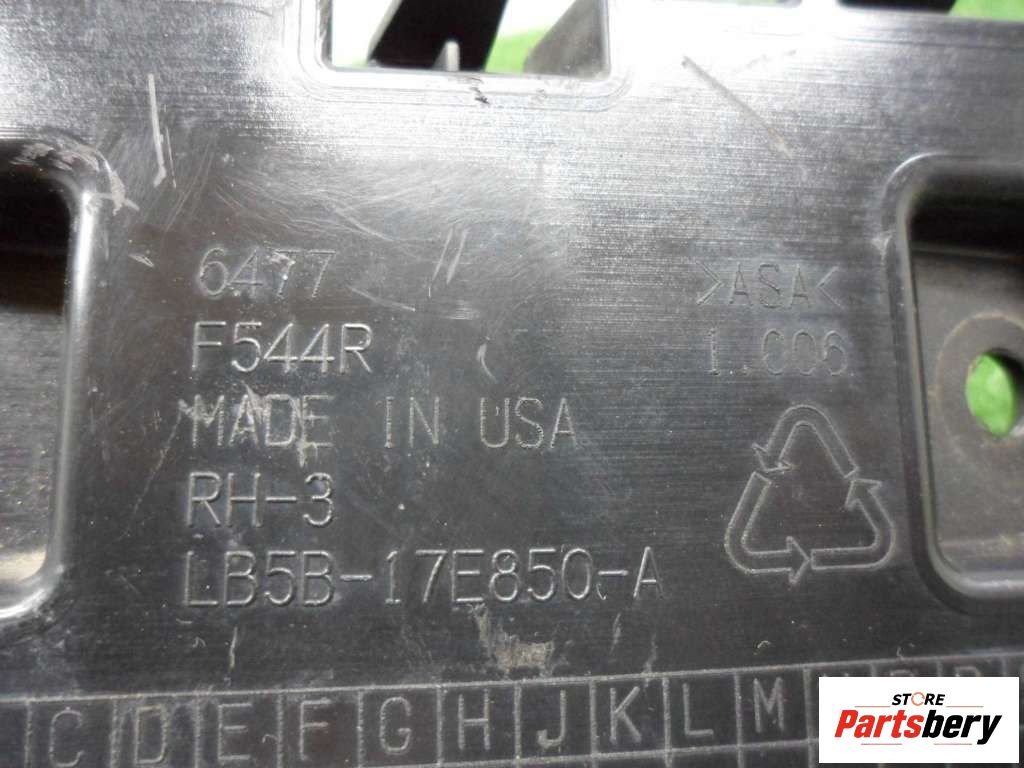 6477
F544R
MADE IN USA
RH-3
LB5B-17E850-A
>ASA<
1.006
C D E F G H J K L M
STORE
Partsbery